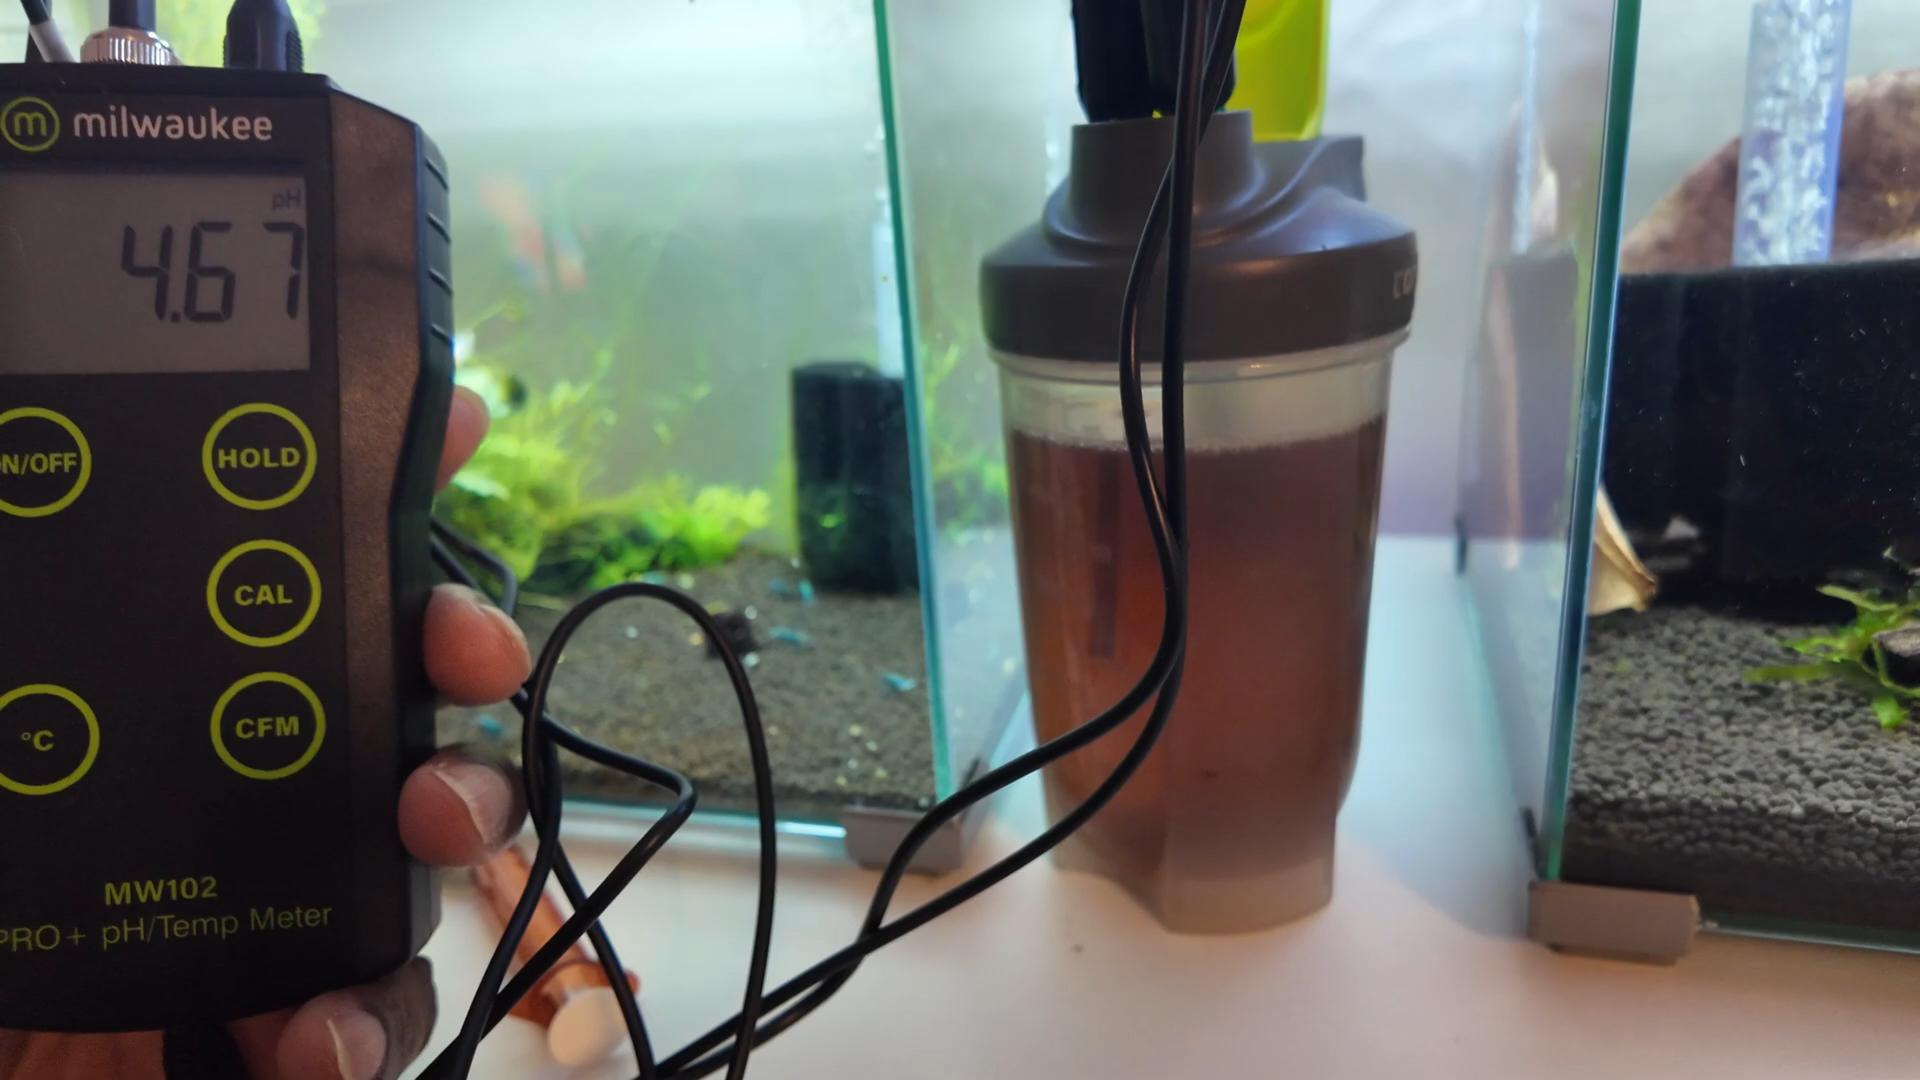 m milwaukee
pH
4.67
N/OFF
HOLD
CAL
°C
CFM
MW102
PRO+ pH/Temp Meter